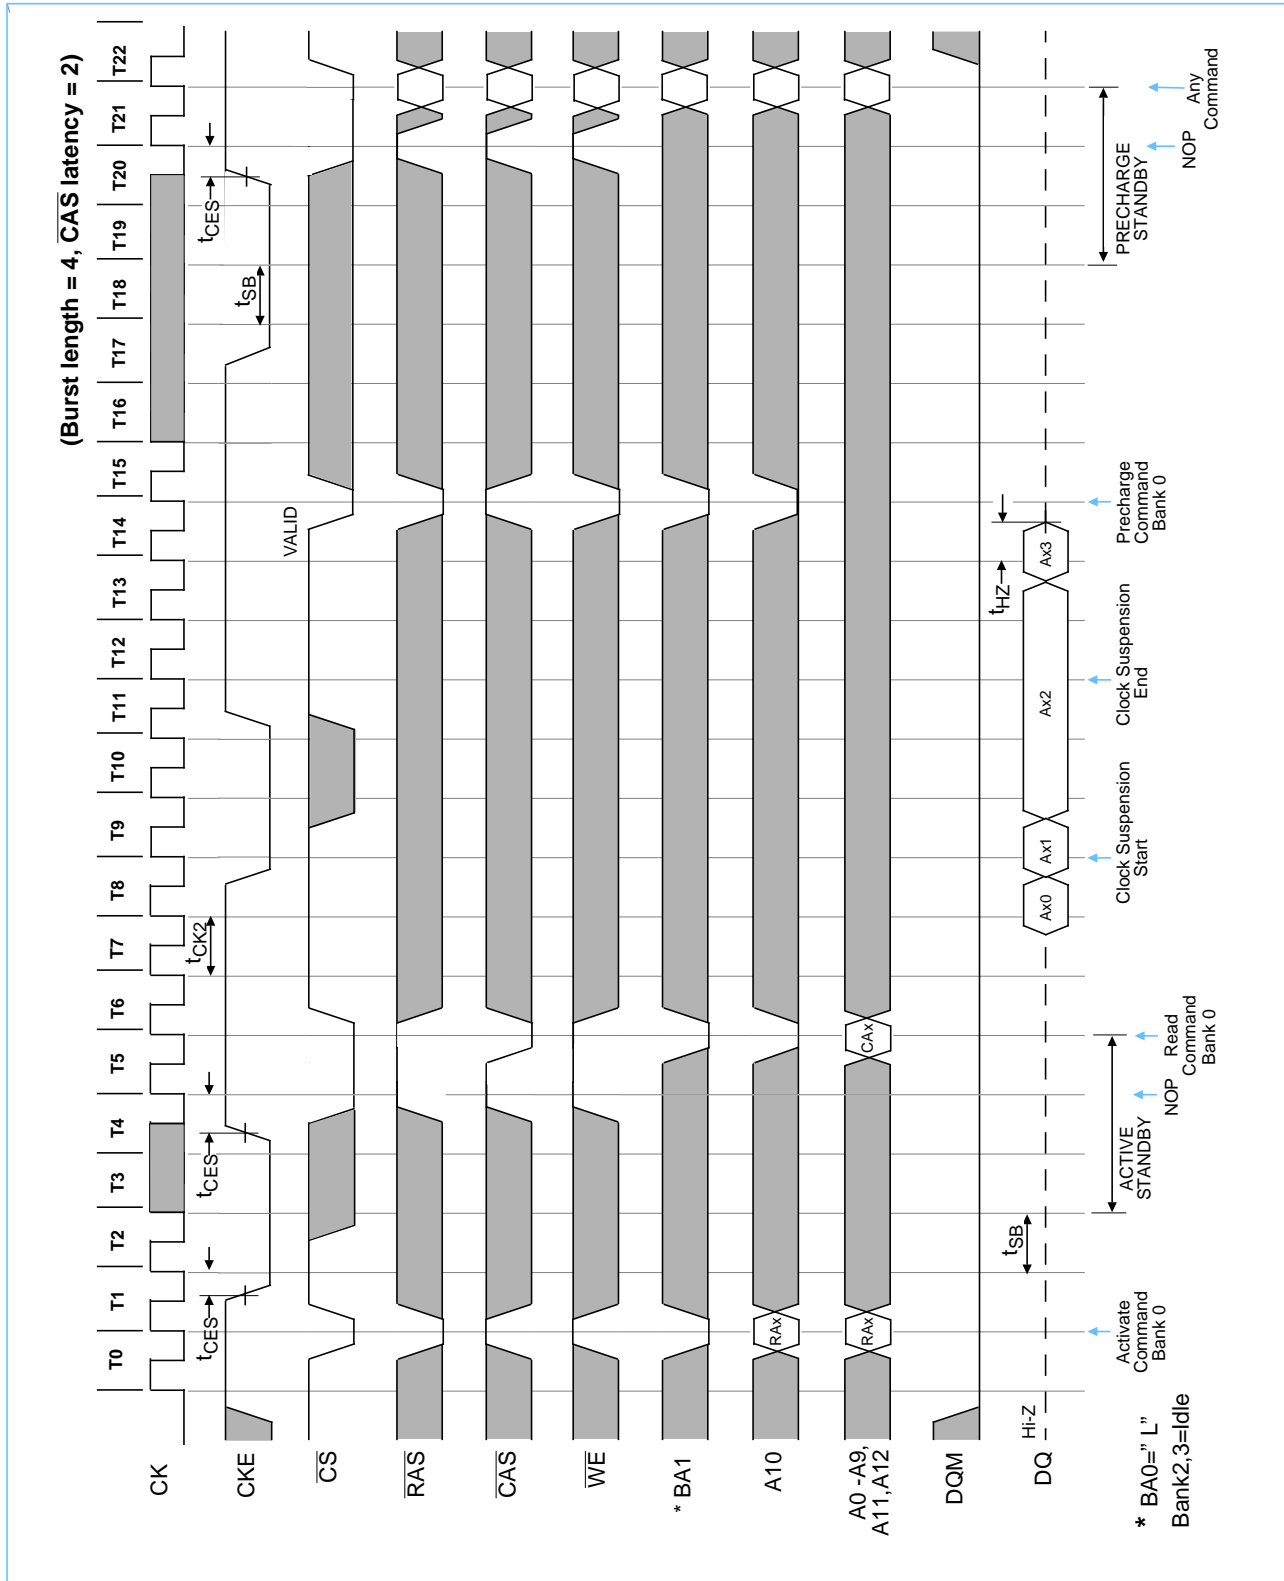 (Burst length = 4, CAS latency = 2)
T0 T1 T2 T3 T4 T5 T6 T7 T8 T9 T10 T11 T12 T13 T14 T15 T16 T17 T18 T19 T20 T21 T22
CK
tCES tCES tCK2 tCES
CKE
tSB
VALID
CS
RAS
CAS
WE
* BA1
A10
RAx
A0 -A9,
A11,A12
RAx CAx
DQM
tSB tHZ
Hi-Z
DQ
Ax0 Ax1 Ax2 Ax3
ACTIVE
STANDBY
PRECHARGE
STANDBY
Activate
Command
Bank 0
NOP
Read
Command
Bank 0
Clock Suspension
Start
Clock Suspension
End
Precharge
Command
Bank 0
NOP
Any
Command
* BA0=” L”
Bank2,3=Idle